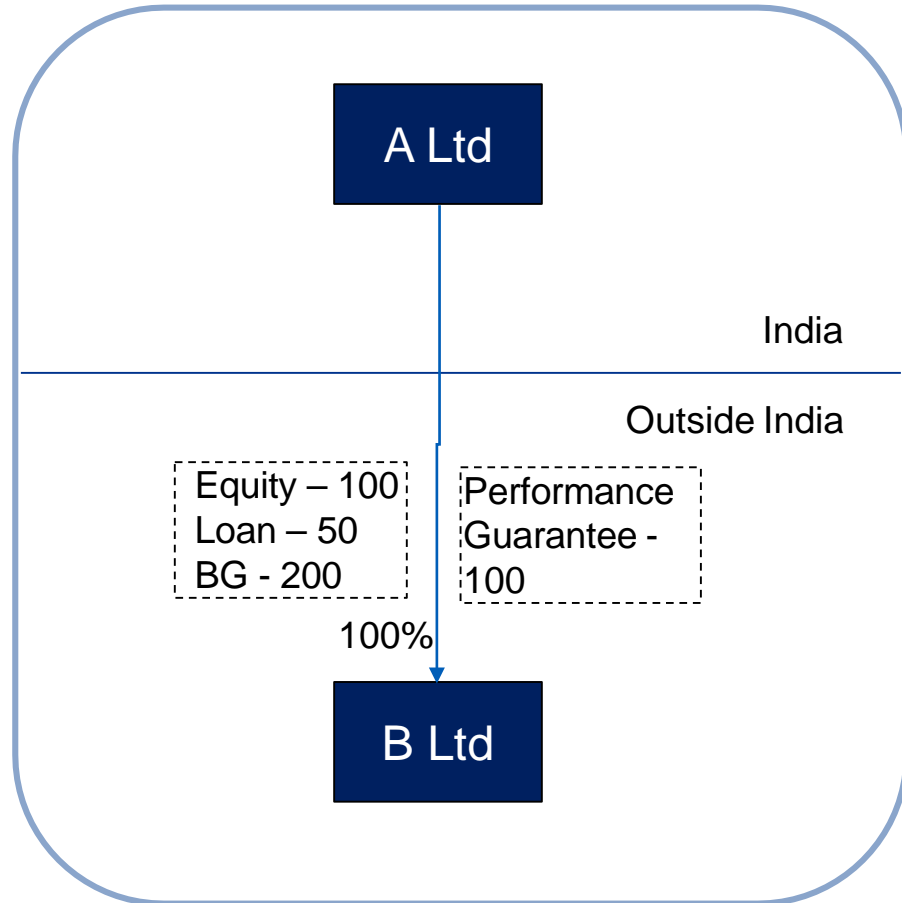 A Ltd
India
Outside India
Equity – 100
Loan – 50
BG - 200
Performance
Guarantee -
100
100%
B Ltd